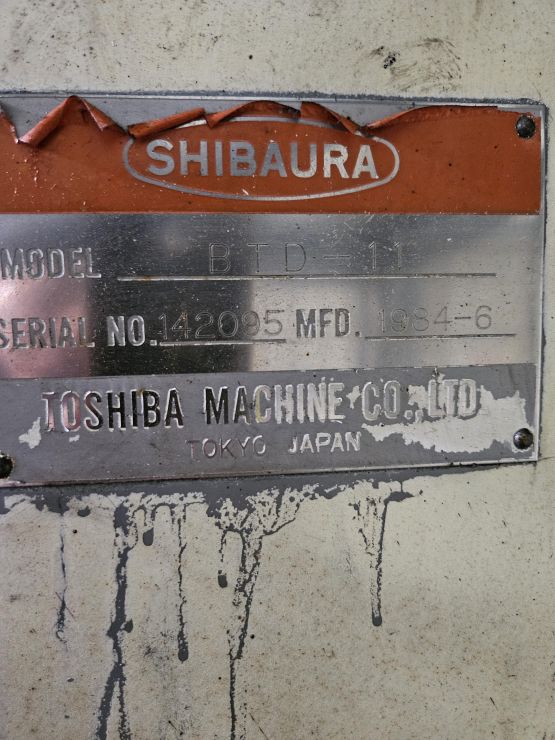 SHIBAURA
MODEL BTD-11
SERIAL NO. 142095 MFD. 1984-6
TOSHIBA MACHINE CO., LTD
TOKYO JAPAN